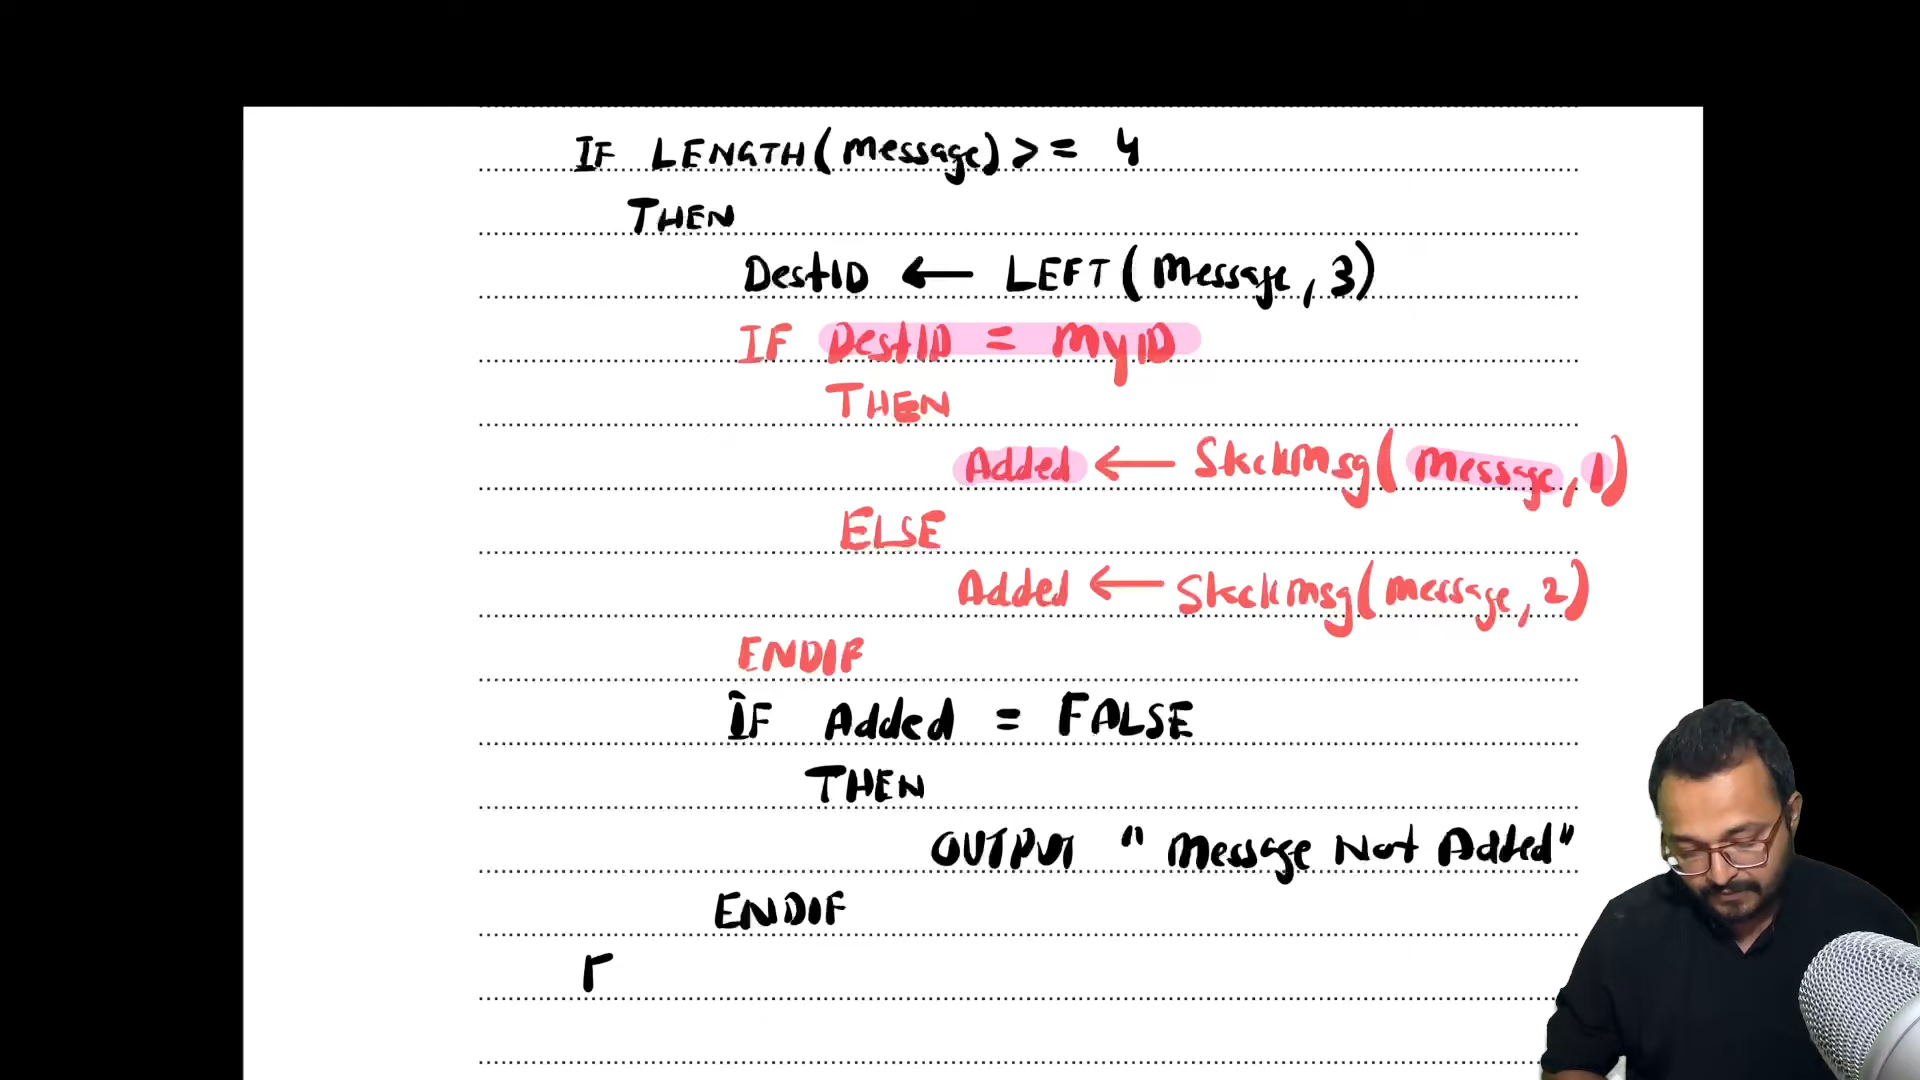 IF LENGTH(message) >= 4
THEN
DestID ← LEFT(message, 3)
IF DestID = myID
THEN
Added ← StackMsg(message, 1)
ELSE
Added ← StackMsg(message, 2)
ENDIF
IF Added = FALSE
THEN
OUTPUT "Message Not Added"
ENDIF